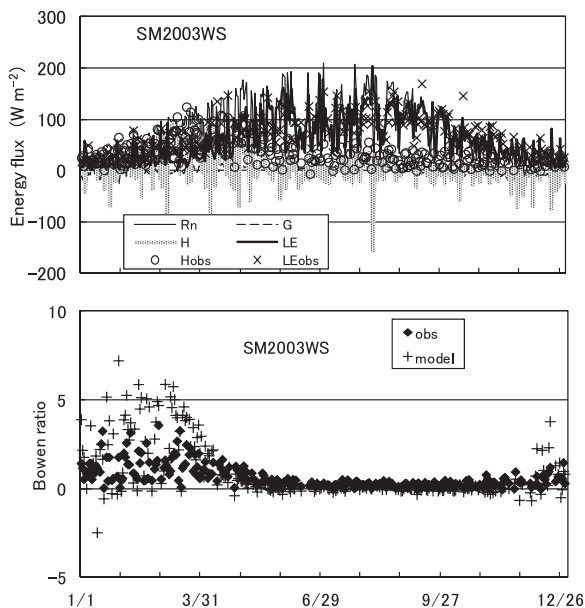 300
SM2003WS
200
100
0
−100
−200
Energy flux (W m⁻²)
Rn
G
H
LE
Hobs
LEobs
10
obs
SM2003WS
model
5
0
−5
Bowen ratio
1/1
3/31
6/29
9/27
12/26